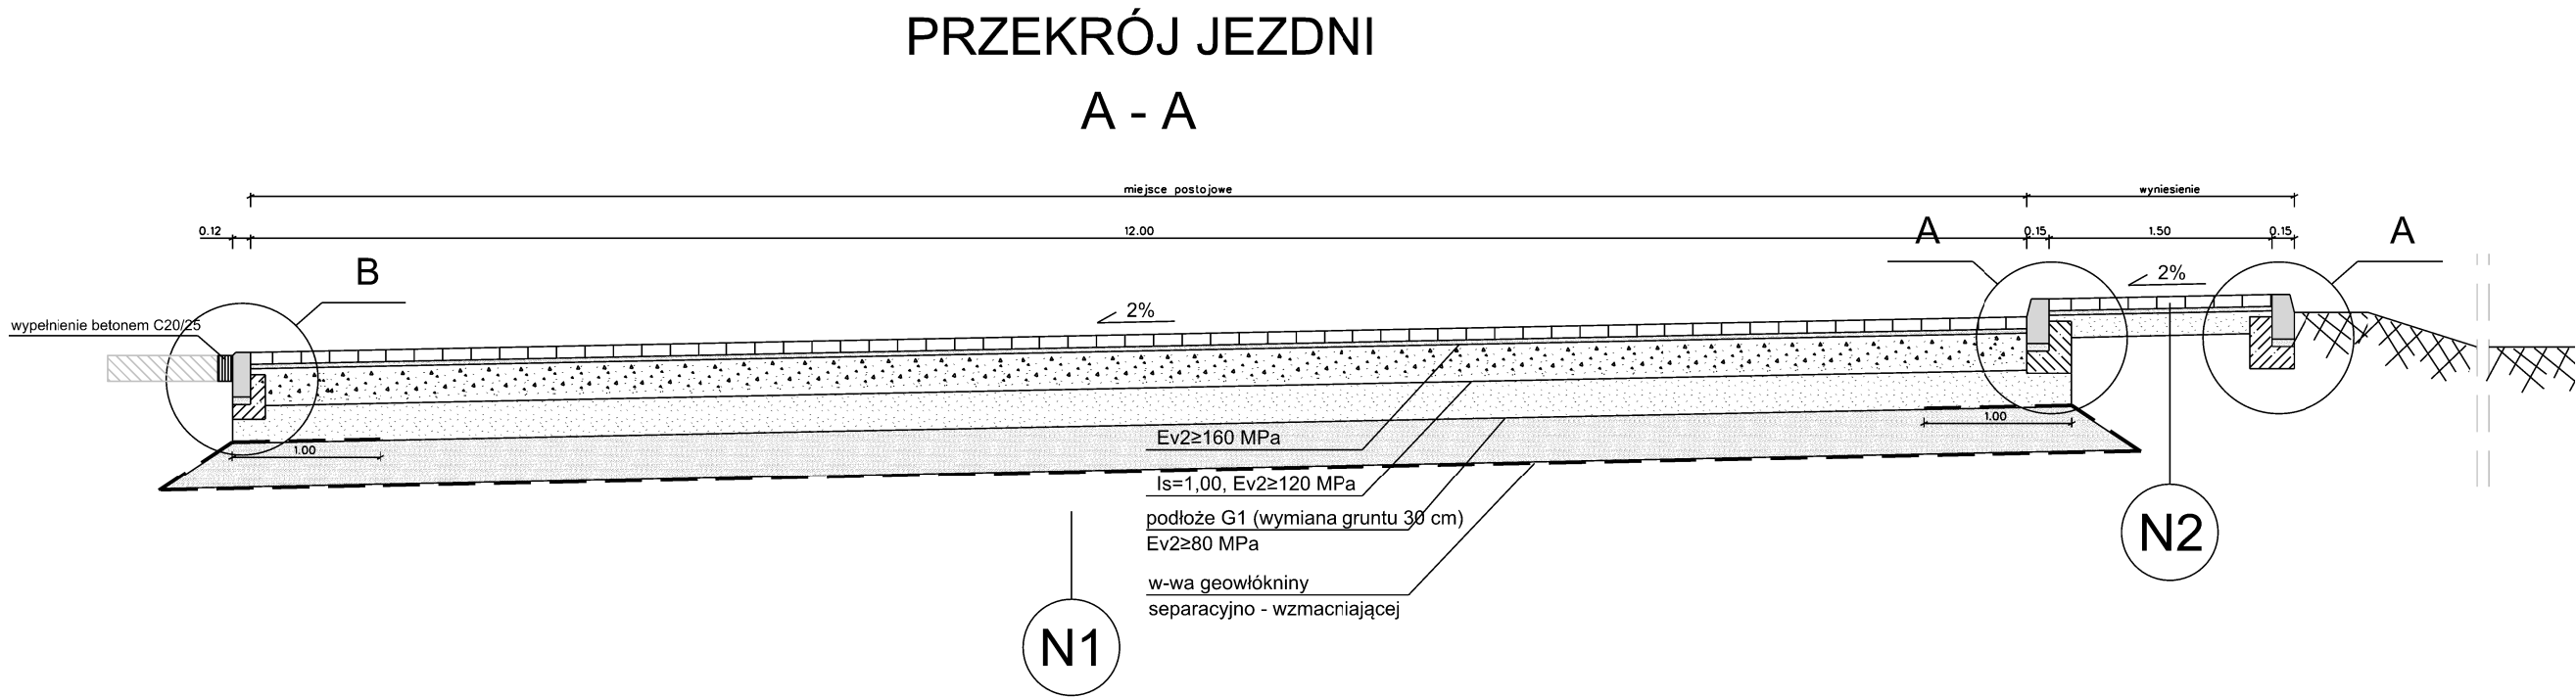 PRZEKRÓJ JEZDNI
A - A
miejsce postojowe
wyniesienie
0.12
12.00
0.15
1.50
0.15
A
A
B
2%
2%
wypełnienie betonem C20/25
1.00
1.00
Ev2≥160 MPa
Is=1,00, Ev2≥120 MPa
podłoże G1 (wymiana gruntu 30 cm)
Ev2≥80 MPa
w-wa geowłókniny
separacyjno - wzmacniającej
N1
N2